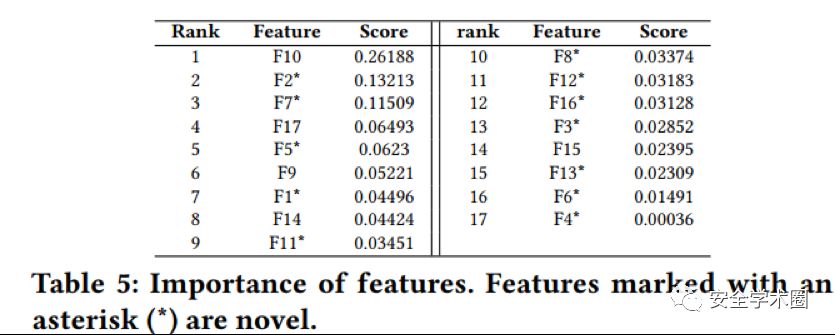 Rank Feature Score rank Feature Score
1 F10 0.26188 10 F8* 0.03374
2 F2* 0.13213 11 F12* 0.03183
3 F7* 0.11509 12 F16* 0.03128
4 F17 0.06493 13 F3* 0.02852
5 F5* 0.0623 14 F15 0.02395
6 F9 0.05221 15 F13* 0.02309
7 F1* 0.04496 16 F6* 0.01491
8 F14 0.04424 17 F4* 0.00036
9 F11* 0.03451
Table 5: Importance of features. Features marked with an
asterisk (*) are novel.
安全学术圈